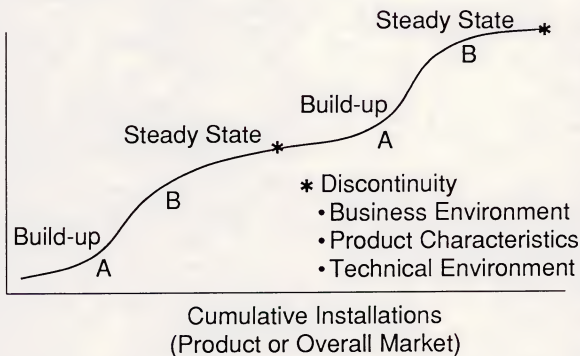 Steady State *
B
Build-up
Steady State *
A
B
* Discontinuity
• Business Environment
Build-up
• Product Characteristics
A
• Technical Environment
Cumulative Installations
(Product or Overall Market)